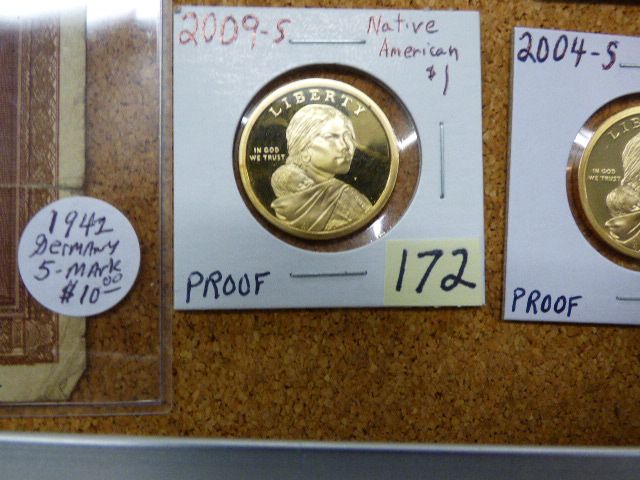 1942
Germany
5-mark
$10.00
2009-S
Native
American
$1
LIBERTY
IN GOD
WE TRUST
PROOF
172
2004-S
LIBE
IN GOD
WE TRUST
PROOF